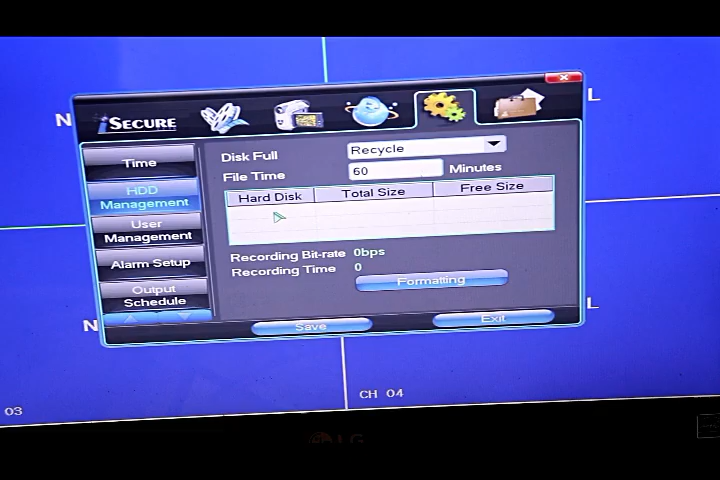 N
L
iSECURE
Time
HDD
Management
User
Management
Alarm Setup
Output
Schedule
Disk Full
Recycle
File Time
60
Minutes
Hard Disk
Total Size
Free Size
Recording Bit-rate 0bps
Recording Time 0
Formatting
Save
Exit
N
L
03
CH 04
LG